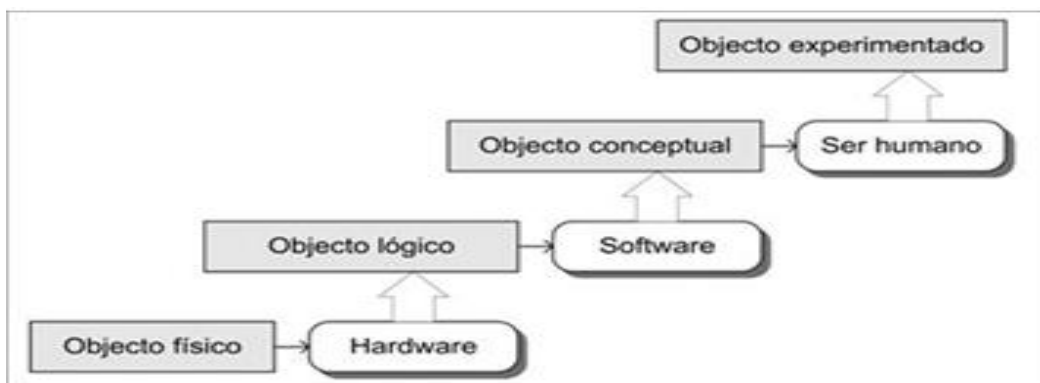 Objecto experimentado
Objecto conceptual
Ser humano
Objecto lógico
Software
Objecto físico
Hardware